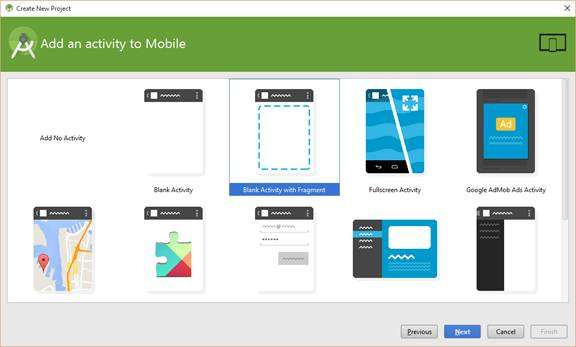 Create New Project
Add an activity to Mobile
Add No Activity
Blank Activity
Blank Activity with Fragment
Fullscreen Activity
Ad
Google AdMob Ads Activity
Previous
Next
Cancel
Finish